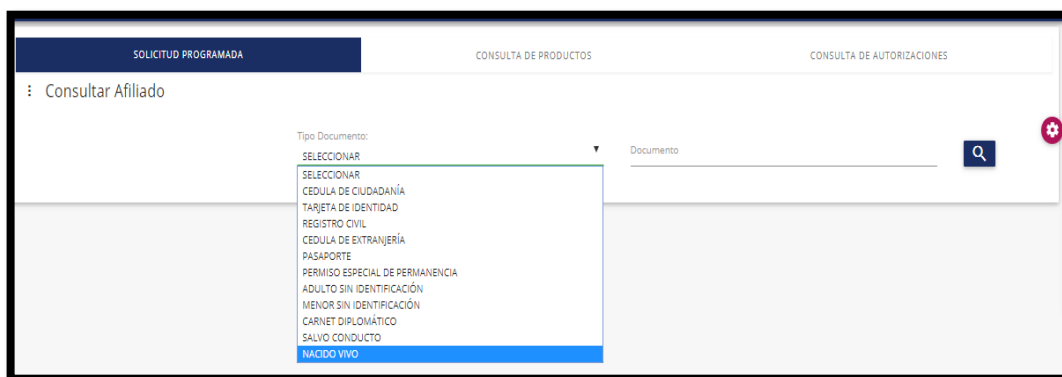 SOLICITUD PROGRAMADA
CONSULTA DE PRODUCTOS
CONSULTA DE AUTORIZACIONES
Consultar Afiliado
Tipo Documento:
SELECCIONAR
Documento
SELECCIONAR
CEDULA DE CIUDADANÍA
TARJETA DE IDENTIDAD
REGISTRO CIVIL
CEDULA DE EXTRANJERÍA
PASAPORTE
PERMISO ESPECIAL DE PERMANENCIA
ADULTO SIN IDENTIFICACIÓN
MENOR SIN IDENTIFICACIÓN
CARNET DIPLOMÁTICO
SALVO CONDUCTO
NACIDO VIVO